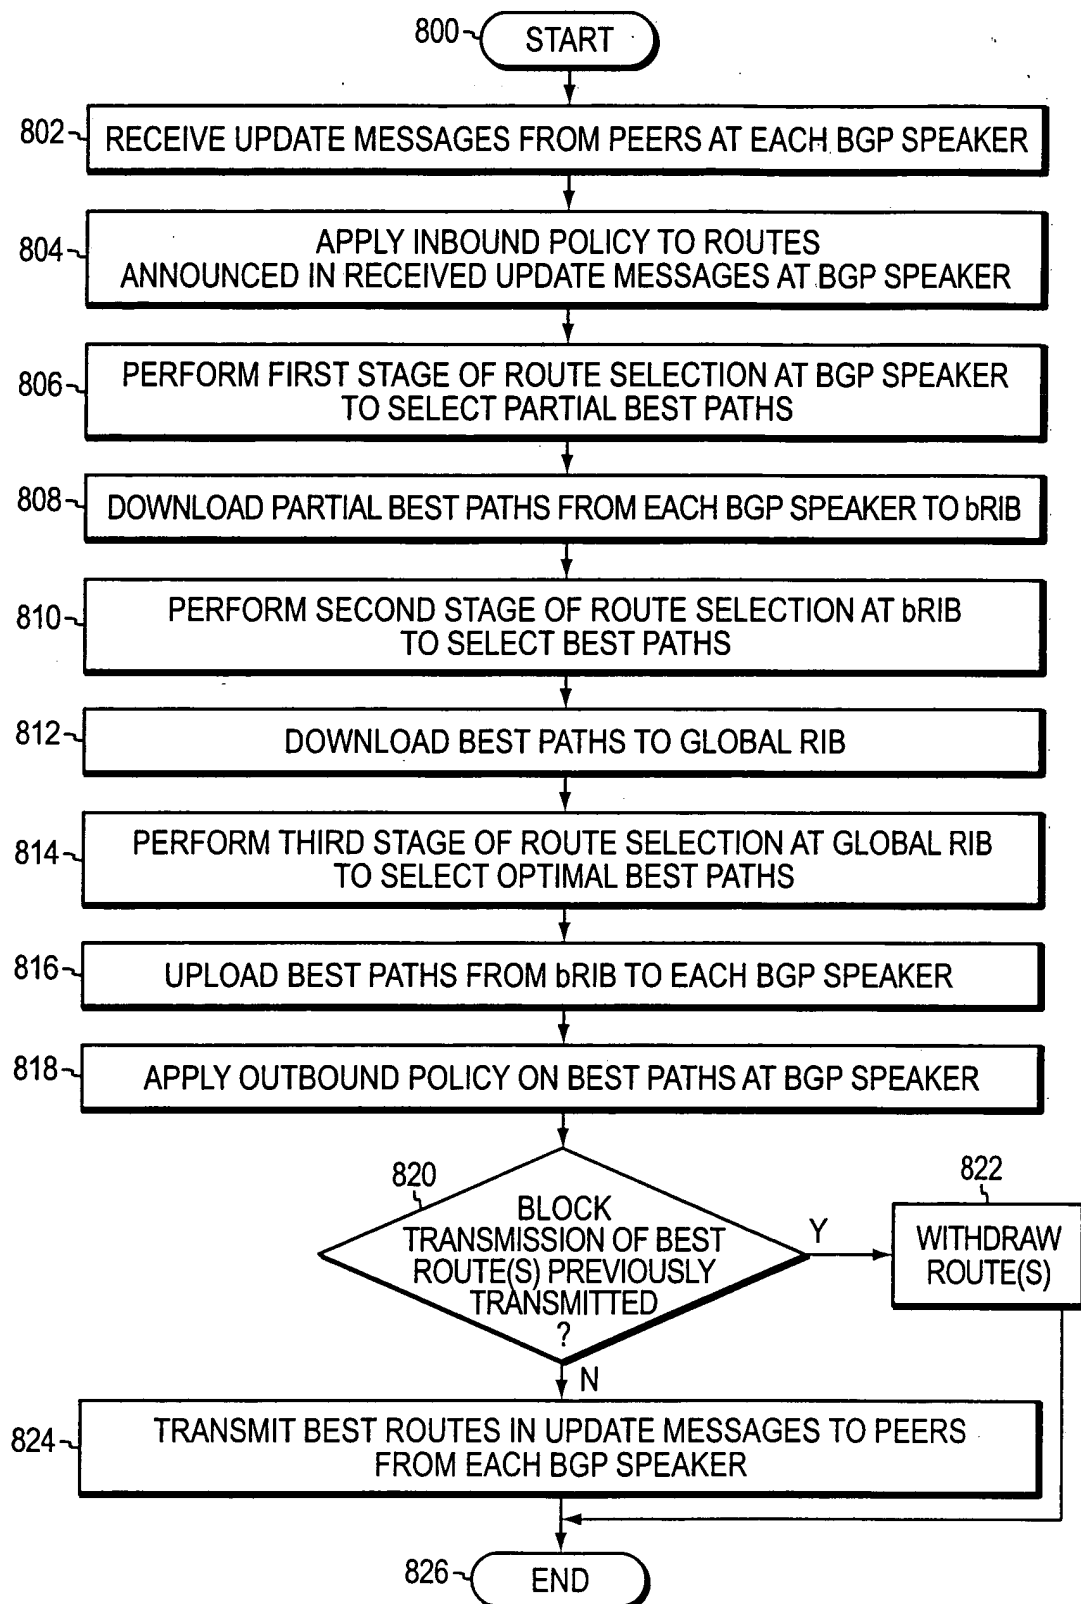 800
START
802
RECEIVE UPDATE MESSAGES FROM PEERS AT EACH BGP SPEAKER
804
APPLY INBOUND POLICY TO ROUTES
ANNOUNCED IN RECEIVED UPDATE MESSAGES AT BGP SPEAKER
806
PERFORM FIRST STAGE OF ROUTE SELECTION AT BGP SPEAKER
TO SELECT PARTIAL BEST PATHS
808
DOWNLOAD PARTIAL BEST PATHS FROM EACH BGP SPEAKER TO bRIB
810
PERFORM SECOND STAGE OF ROUTE SELECTION AT bRIB
TO SELECT BEST PATHS
812
DOWNLOAD BEST PATHS TO GLOBAL RIB
814
PERFORM THIRD STAGE OF ROUTE SELECTION AT GLOBAL RIB
TO SELECT OPTIMAL BEST PATHS
816
UPLOAD BEST PATHS FROM bRIB TO EACH BGP SPEAKER
818
APPLY OUTBOUND POLICY ON BEST PATHS AT BGP SPEAKER
820
BLOCK
TRANSMISSION OF BEST
ROUTE(S) PREVIOUSLY
TRANSMITTED
?
Y
822
WITHDRAW
ROUTE(S)
N
824
TRANSMIT BEST ROUTES IN UPDATE MESSAGES TO PEERS
FROM EACH BGP SPEAKER
826
END